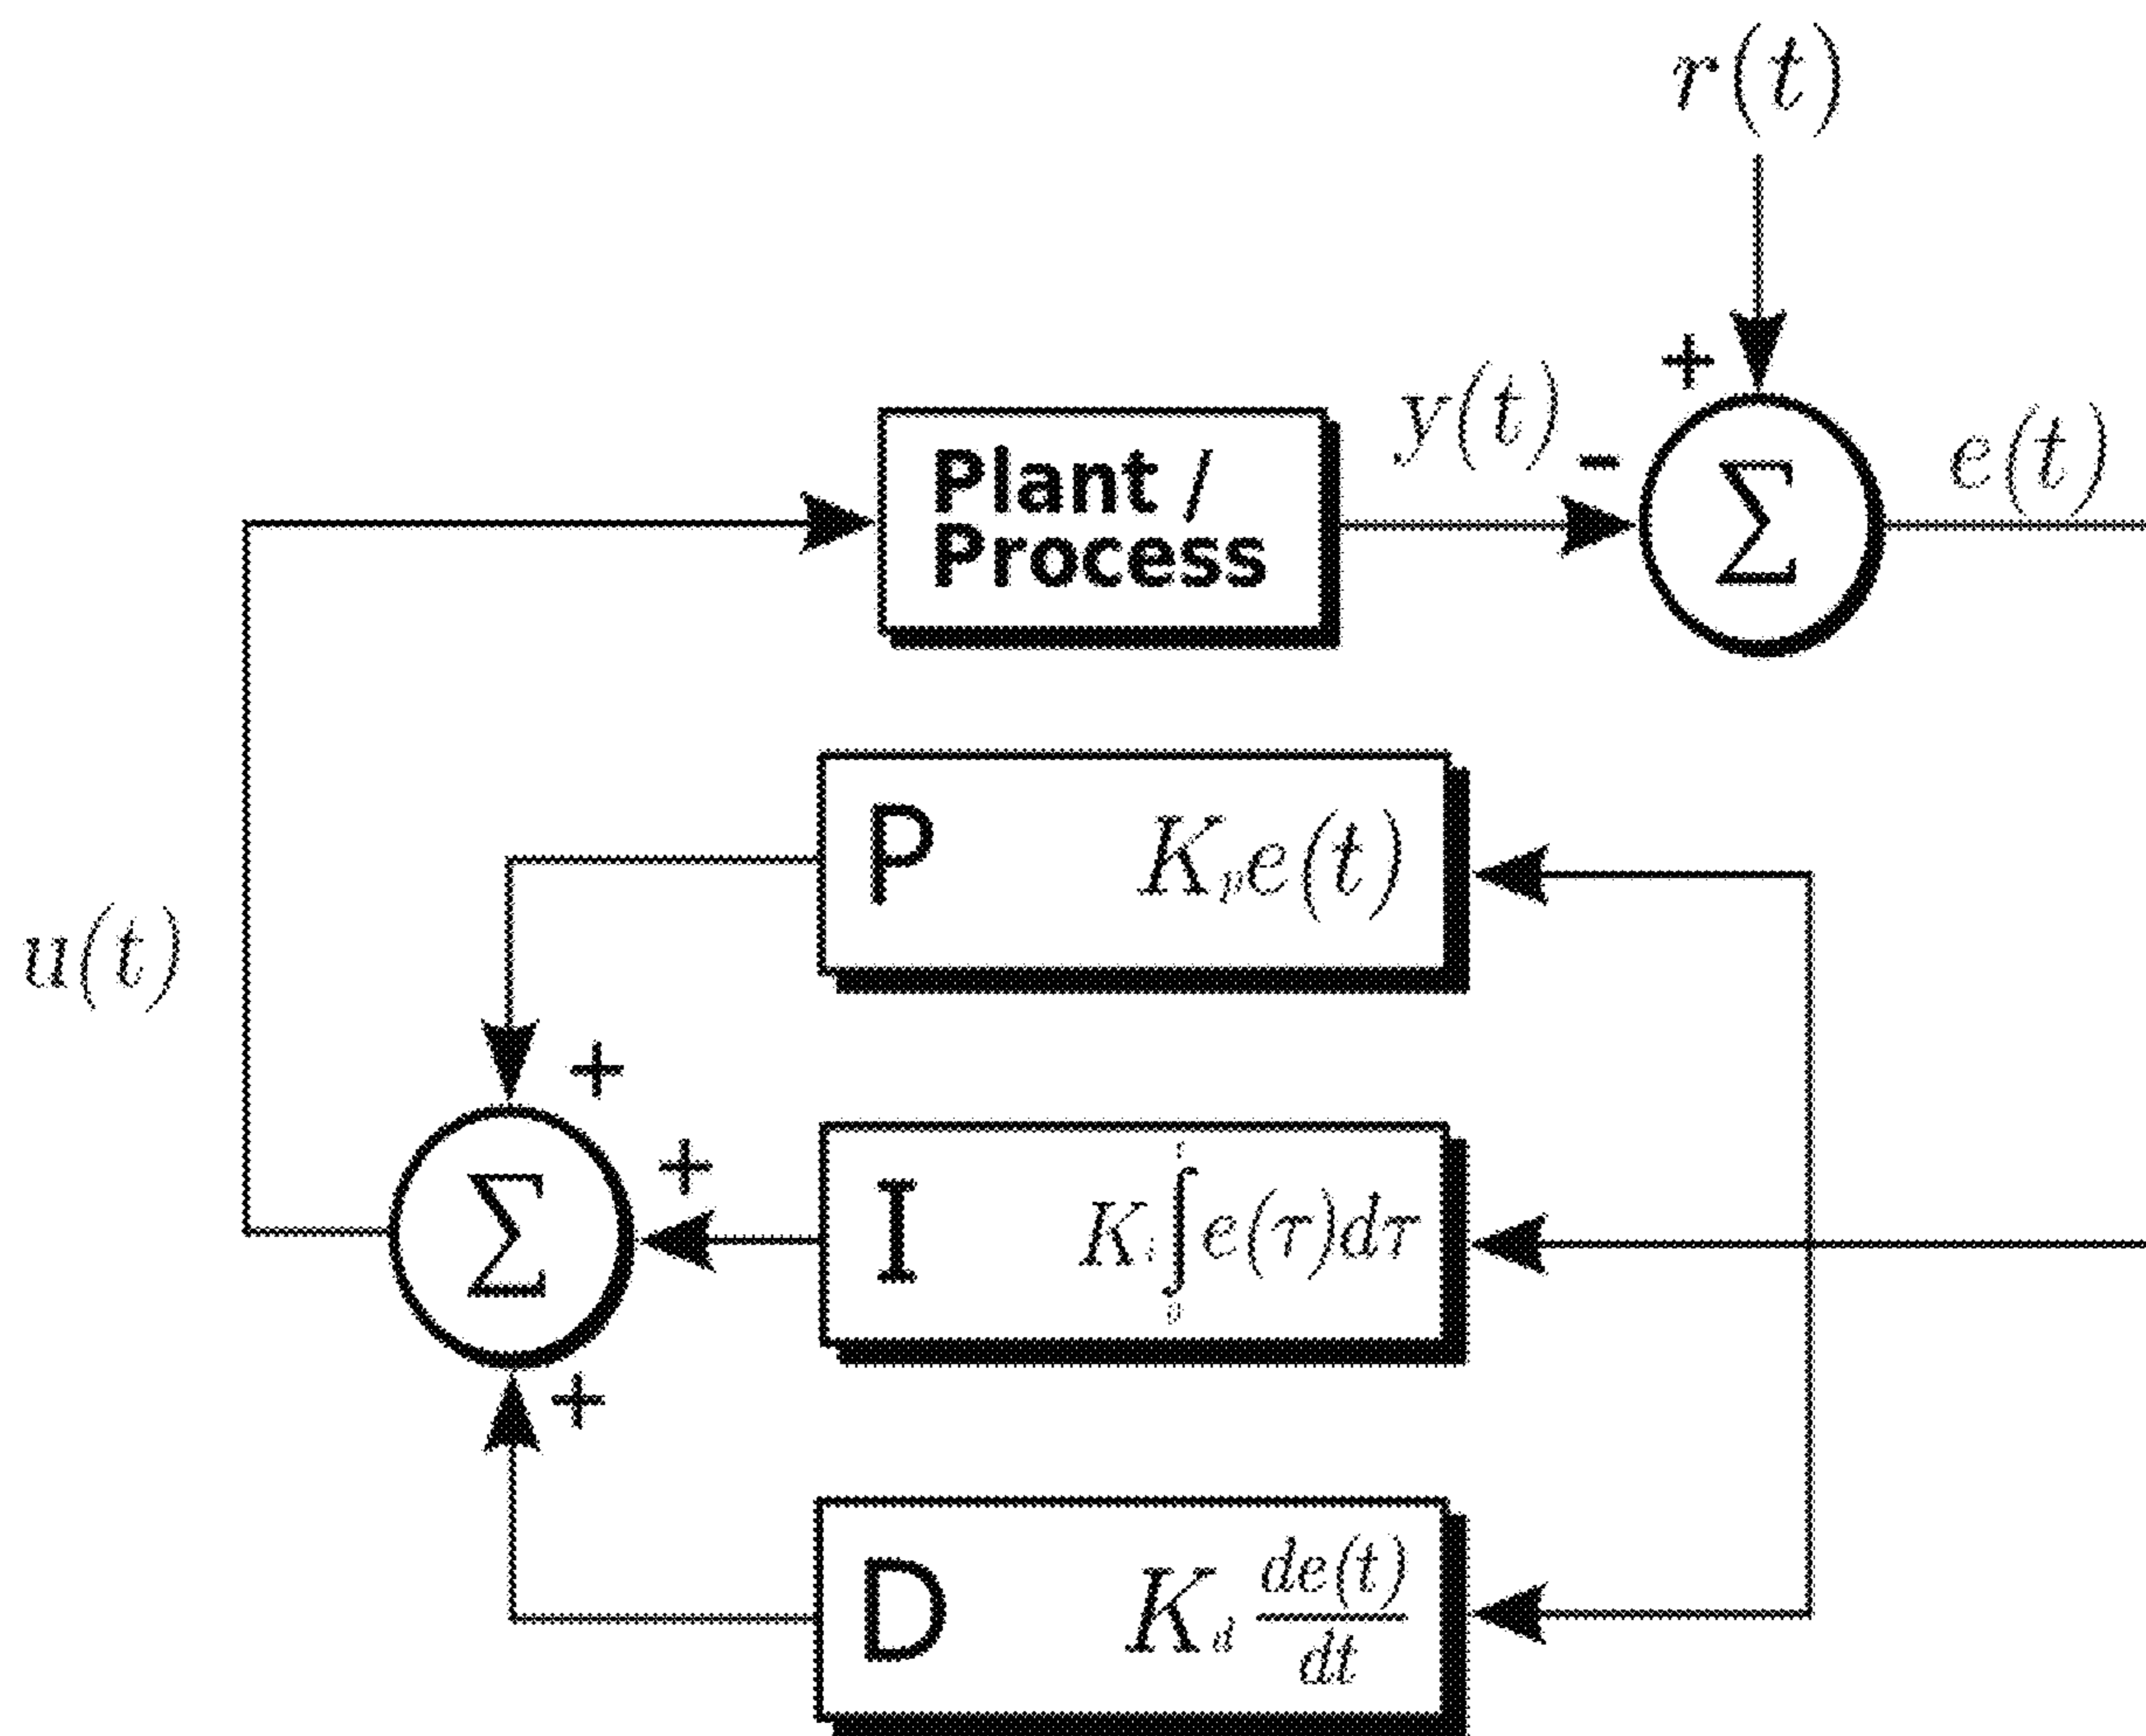 r(t)
+
y(t)
-
Σ
e(t)
Plant /
Process
P K_p e(t)
u(t)
+
+
Σ
I K_i ∫ e(τ)dτ
+
D K_d de(t)/dt